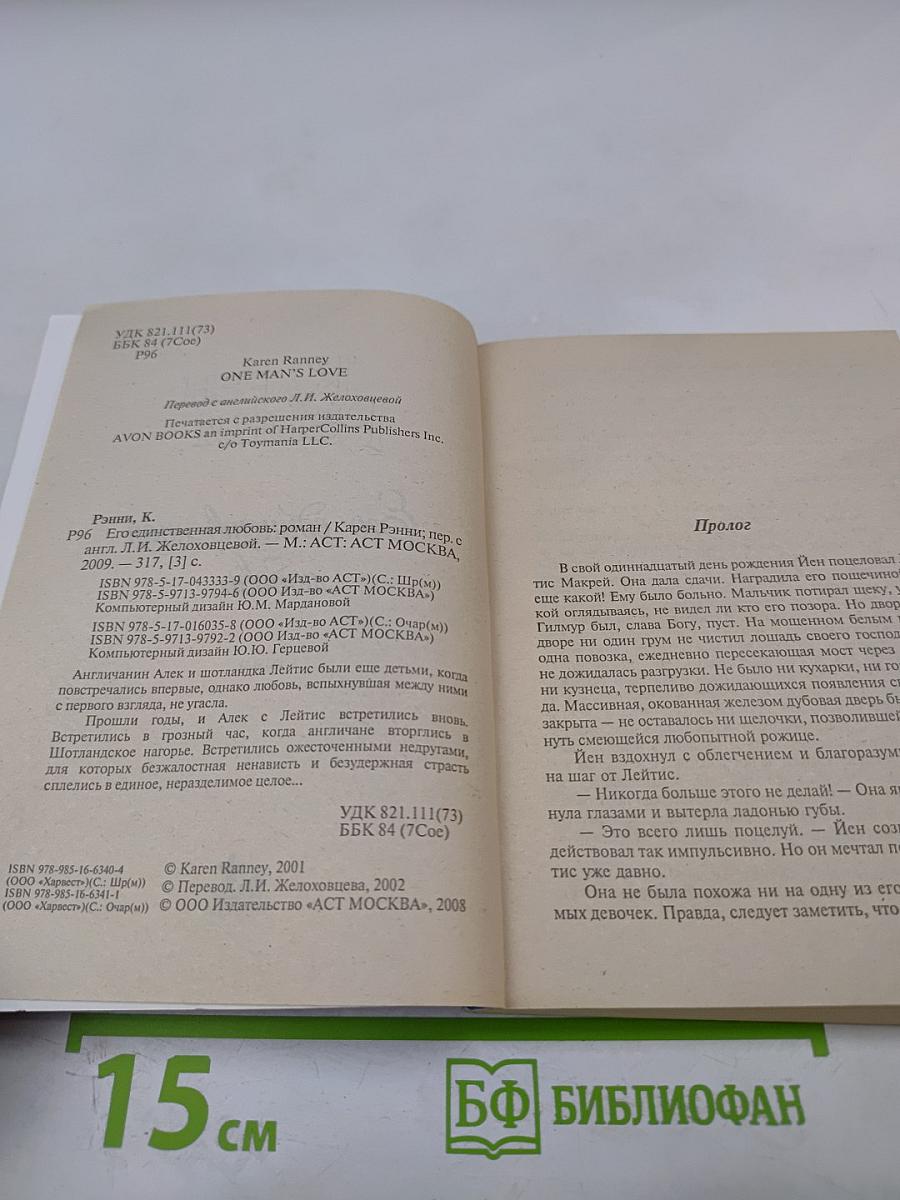 УДК 821.111(73)
ББК 84 (7Сое)
Р96
Karen Ranney
ONE MAN'S LOVE
Перевод с английского Л.И. Желоховцевой
Печатается с разрешения издательства
AVON BOOKS an imprint of HarperCollins Publishers Inc.
c/o Toymania LLC.
Рэнни, К.
Р96 Его единственная любовь: роман / Карен Рэнни; пер. с
англ. Л.И. Желоховцевой. — М.: АСТ: АСТ МОСКВА,
2009. — 317, [3] с.
ISBN 978-5-17-043333-9 (ООО «Изд-во АСТ»)(С.: Шр(м))
ISBN 978-5-9713-9794-6 (ООО Изд-во «АСТ МОСКВА»)
Компьютерный дизайн Ю.М. Мардановой
ISBN 978-5-17-016035-8 (ООО «Изд-во АСТ»)(С.: Очар(м))
ISBN 978-5-9713-9792-2 (ООО Изд-во «АСТ МОСКВА»)
Компьютерный дизайн Ю.Ю. Герцевой
Англичанин Алек и шотландка Лейтис были еще детьми, когда
повстречались впервые, однако любовь, вспыхнувшая между ними
с первого взгляда, не угасла.
Прошли годы, и Алек с Лейтис встретились вновь.
Встретились в грозный час, когда англичане вторглись в
Шотландское нагорье. Встретились ожесточенными недругами,
для которых безжалостная ненависть и безудержная страсть
сплелись в единое, неразделимое целое...
УДК 821.111(73)
ББК 84 (7Сое)
ISBN 978-985-16-6340-4
(ООО «Харвест»)(С.: Шр(м))
ISBN 978-985-16-6341-1
(ООО «Харвест»)(С.: Очар(м))
© Karen Ranney, 2001
© Перевод. Л.И. Желоховцева, 2002
© ООО Издательство «АСТ МОСКВА», 2008
Пролог
В свой одиннадцатый день рождения Йен поцеловал
тис Макрей. Она дала сдачи. Наградила его пощечиной
еще какой! Ему было больно. Мальчик потирал щеку, у
кой оглядываясь, не видел ли кто его позора. Но двор
Гилмур был, слава Богу, пуст. На мощенном белым
дворе ни один грум не чистил лошадь своего господ
одна повозка, ежедневно пересекающая мост через
не дожидалась разгрузки. Не было ни кухарки, ни го
ни кузнеца, терпеливо дожидающихся появления св
да. Массивная, окованная железом дубовая дверь бы
закрыта — не оставалось ни щелочки, позволившей
нуть смеющейся любопытной рожице.
Йен вздохнул с облегчением и благоразум
на шаг от Лейтис.
— Никогда больше этого не делай! — Она
нула глазами и вытерла ладонью губы.
— Это всего лишь поцелуй. — Йен соз
действовал так импульсивно. Но он мечтал по
тис уже давно.
Она не была похожа ни на одну из его
мых девочек. Правда, следует заметить, что
15 см
БФ БИБЛИОФАН